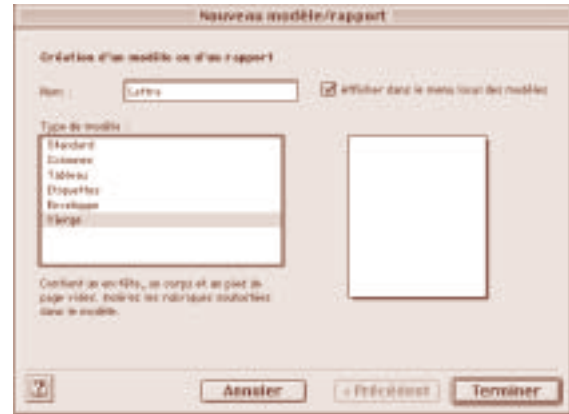 Nouveau modèle/rapport
Création d'un modèle ou d'un rapport
Nom :
Lettre
Afficher dans le menu local des modèles
Type de modèle :
Standard
Colonnes
Tableau
Etiquettes
Enveloppe
Vierge
Contient un en-tête, un corps et un pied de
page vides. Insérez les rubriques souhaitées
dans le modèle.
?
Annuler
< Précédent
Terminer